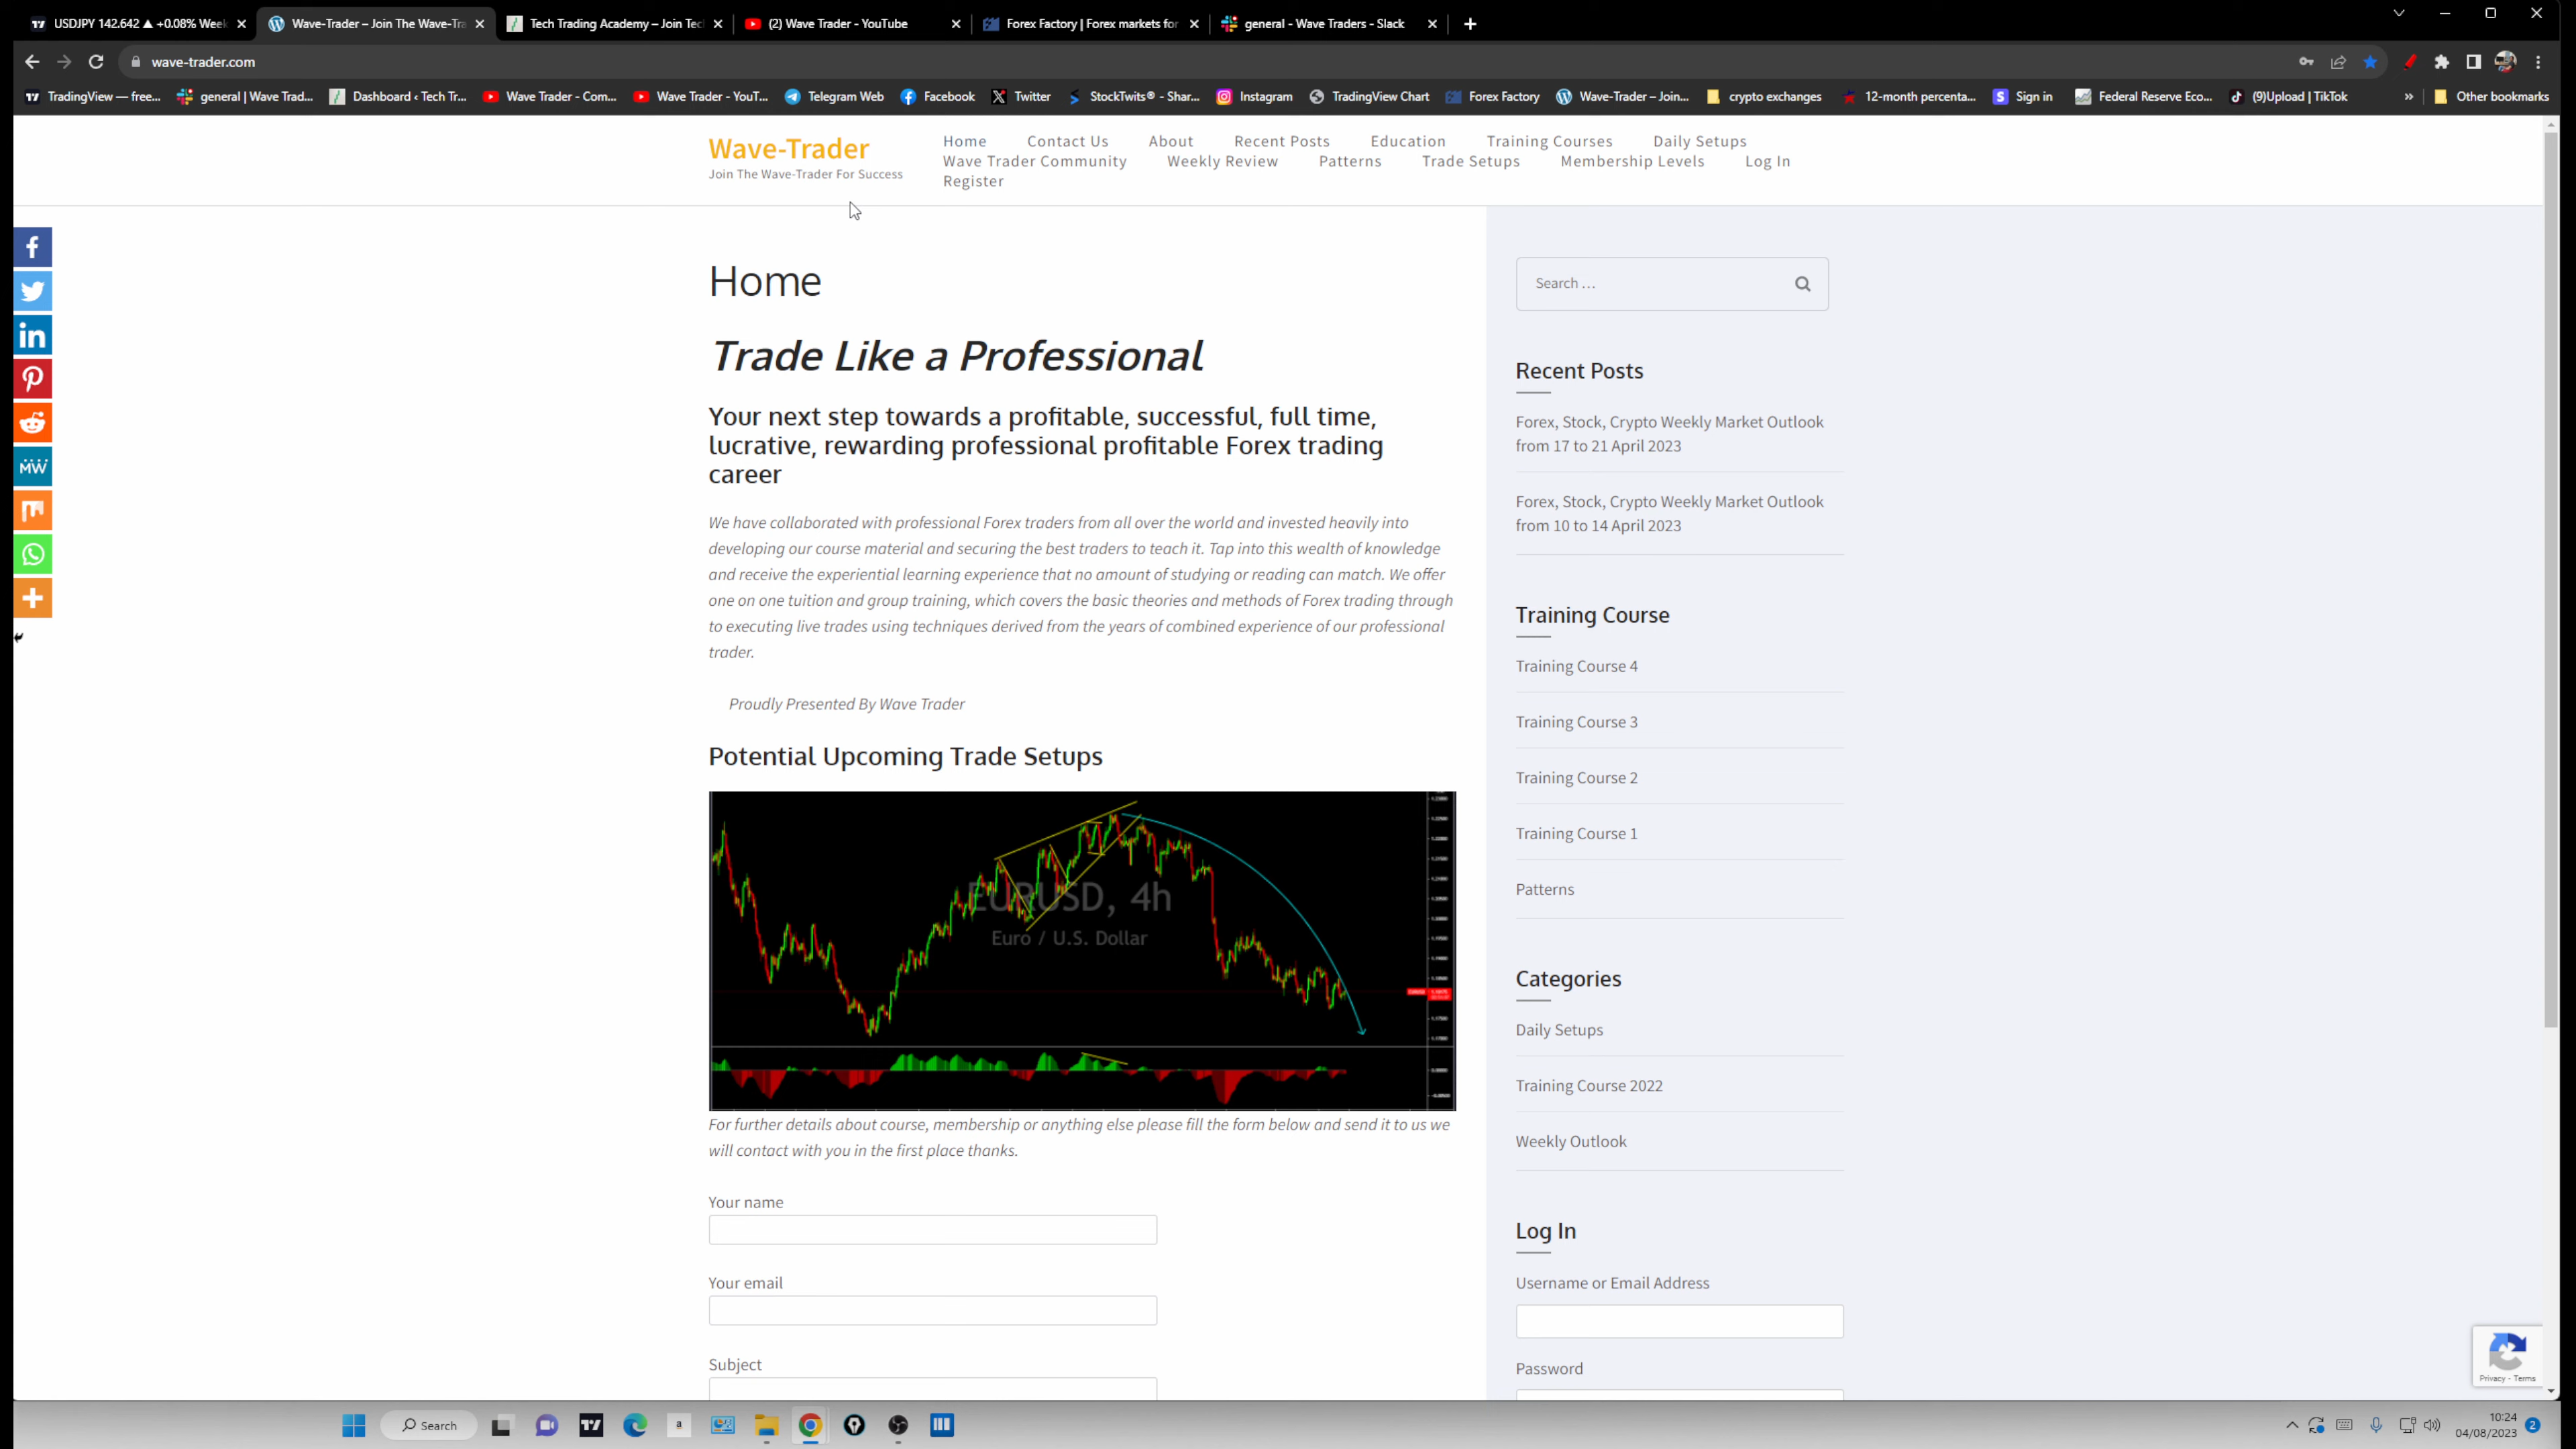 USDJPY 142.642 ▲ +0.08% Week
Wave-Trader – Join The Wave-Tra
Tech Trading Academy – Join Tec
(2) Wave Trader - YouTube
Forex Factory | Forex markets for
general - Wave Traders - Slack
wave-trader.com
TradingView — free...
general | Wave Trad...
Dashboard ‹ Tech Tr...
Wave Trader - Com...
Wave Trader - YouT...
Telegram Web
Facebook
Twitter
StockTwits® - Shar...
Instagram
TradingView Chart
Forex Factory
Wave-Trader – Join...
crypto exchanges
12-month percenta...
Sign in
Federal Reserve Eco...
(9)Upload | TikTok
»
Other bookmarks
Wave-Trader
Join The Wave-Trader For Success
Home Contact Us About Recent Posts Education Training Courses Daily Setups
Wave Trader Community Weekly Review Patterns Trade Setups Membership Levels Log In
Register
Home
Trade Like a Professional
Your next step towards a profitable, successful, full time,
lucrative, rewarding professional profitable Forex trading
career
We have collaborated with professional Forex traders from all over the world and invested heavily into
developing our course material and securing the best traders to teach it. Tap into this wealth of knowledge
and receive the experiential learning experience that no amount of studying or reading can match. We offer
one on one tuition and group training, which covers the basic theories and methods of Forex trading through
to executing live trades using techniques derived from the years of combined experience of our professional
trader.
Proudly Presented By Wave Trader
Potential Upcoming Trade Setups
EURUSD, 4h
Euro / U.S. Dollar
For further details about course, membership or anything else please fill the form below and send it to us we
will contact with you in the first place thanks.
Your name
Your email
Subject
Search ...
Recent Posts
Forex, Stock, Crypto Weekly Market Outlook
from 17 to 21 April 2023
Forex, Stock, Crypto Weekly Market Outlook
from 10 to 14 April 2023
Training Course
Training Course 4
Training Course 3
Training Course 2
Training Course 1
Patterns
Categories
Daily Setups
Training Course 2022
Weekly Outlook
Log In
Username or Email Address
Password
Privacy - Terms
MW
Search
10:24
04/08/2023
2